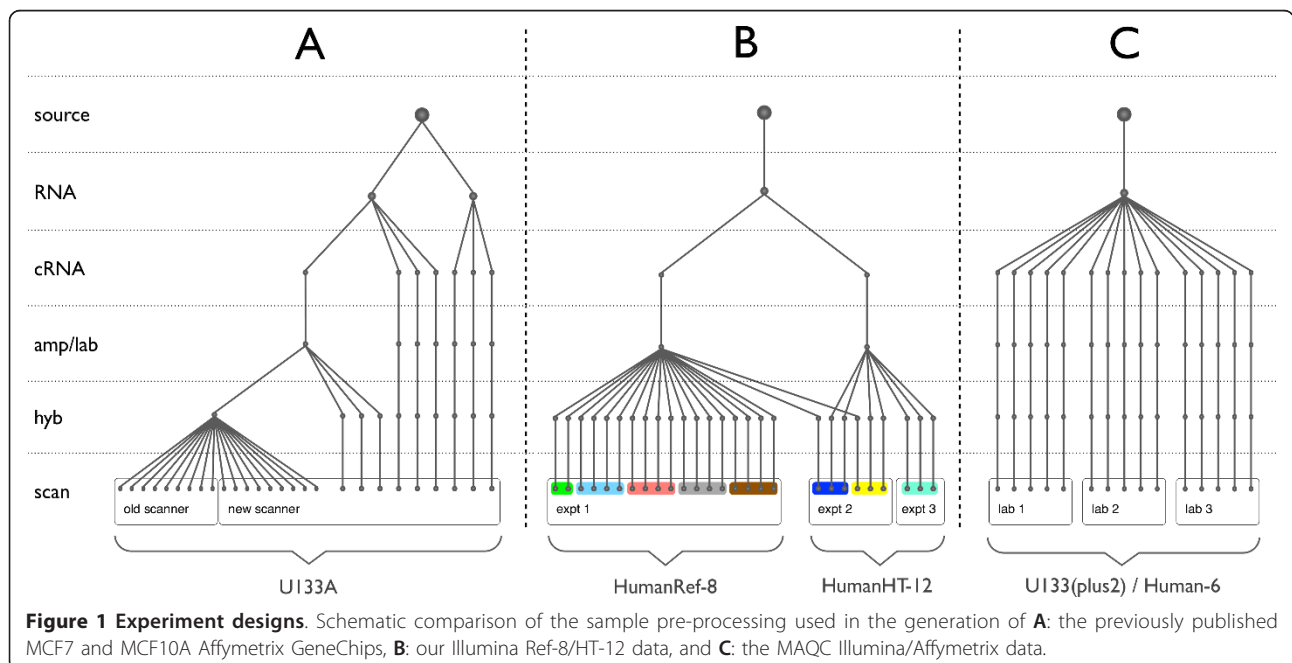 A B C
source
RNA
cRNA
amp/lab
hyb
scan
old scanner new scanner expt 1 expt 2 expt 3 lab 1 lab 2 lab 3
U133A HumanRef-8 HumanHT-12 U133(plus2) / Human-6
Figure 1 Experiment designs. Schematic comparison of the sample pre-processing used in the generation of A: the previously published
MCF7 and MCF10A Affymetrix GeneChips, B: our Illumina Ref-8/HT-12 data, and C: the MAQC Illumina/Affymetrix data.